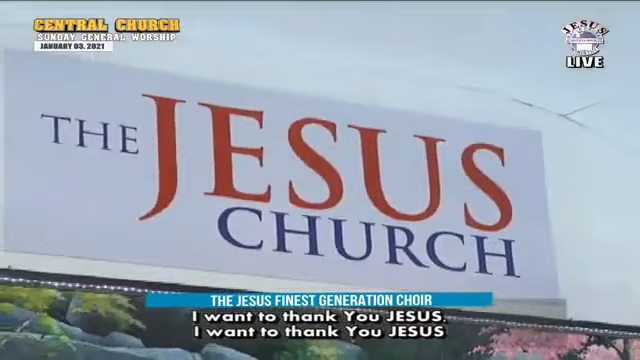 CENTRAL CHURCH
SUNDAY GENERAL WORSHIP
JANUARY 03, 2021
JESUS
LIVE
THE JESUS
CHURCH
THE JESUS FINEST GENERATION CHOIR
I want to thank You JESUS.
I want to thank You JESUS